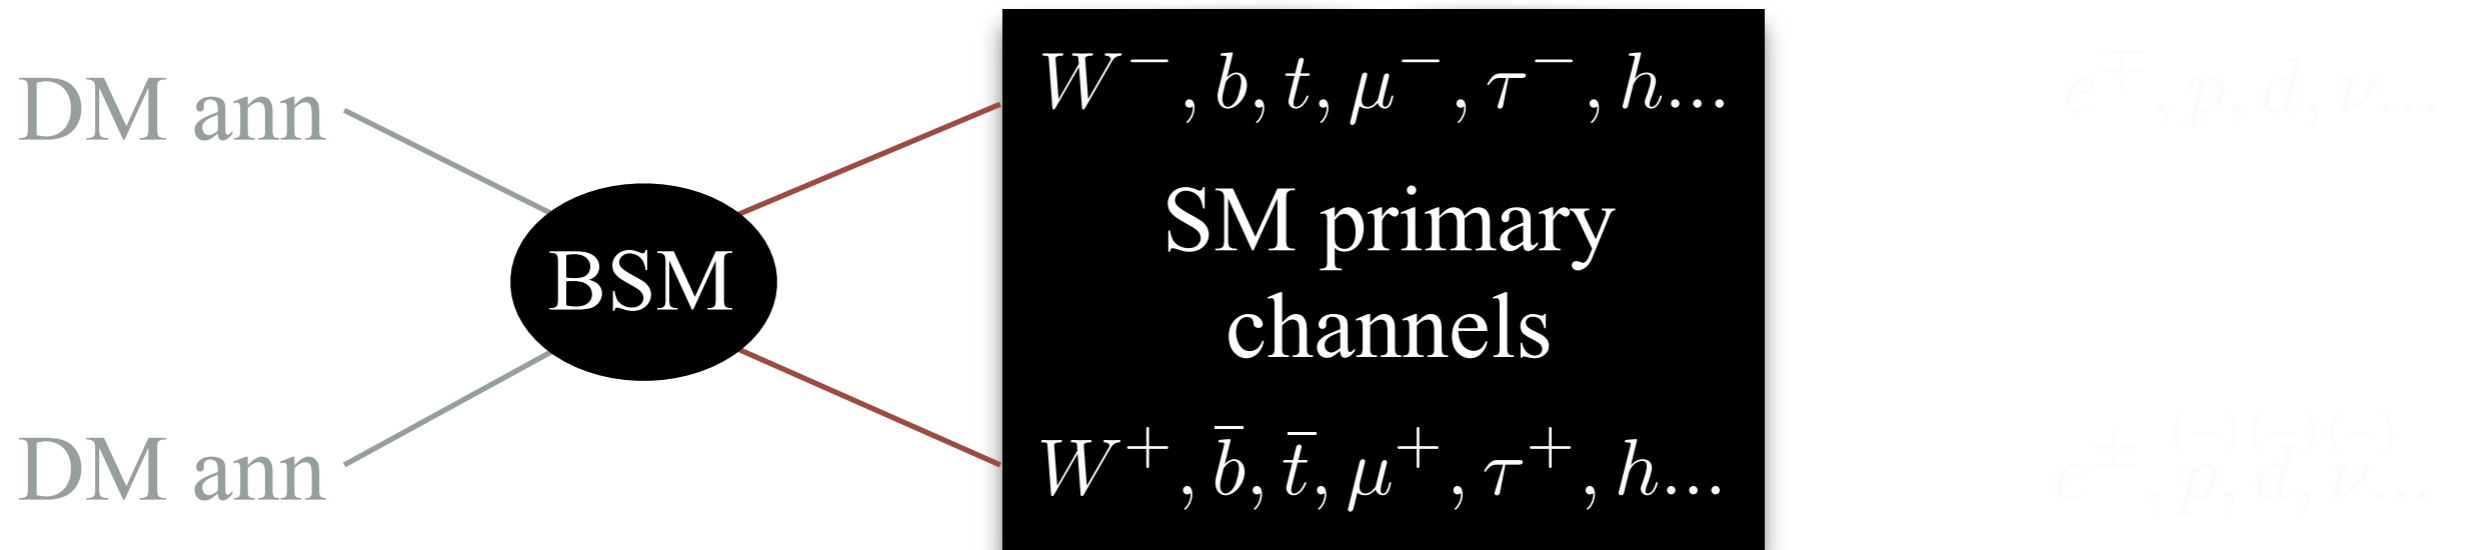 DM ann
W⁻, b, t, μ⁻, τ⁻, h...
e∓, p, d, ν...
SM primary
BSM
channels
DM ann
W⁺, b̄, t̄, μ⁺, τ⁺, h...